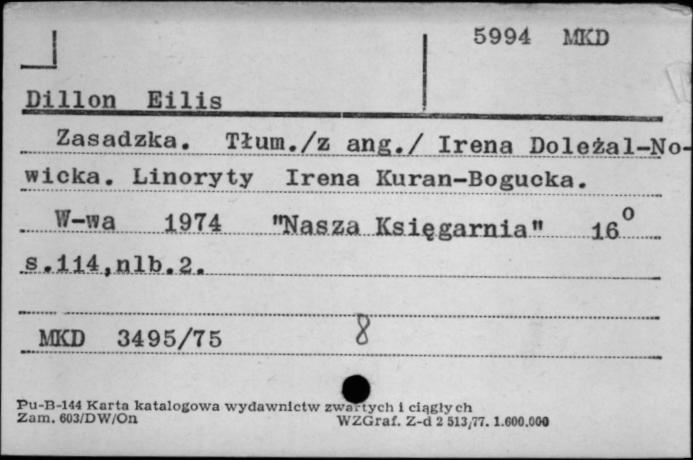 5994 MKD
Dillon Eilis
Zasadzka. Tłum./z ang./ Irena Doleżal-No-
wicka. Linoryty Irena Kuran-Bogucka.
W-wa 1974 "Nasza Księgarnia" 16°
s.114,nlb.2.
MKD 3495/75 8
Pu-B-144 Karta katalogowa wydawnictw zwartych i ciągłych
Zam. 603/DW/On WZGraf. Z-d 2 513/77. 1.600.000